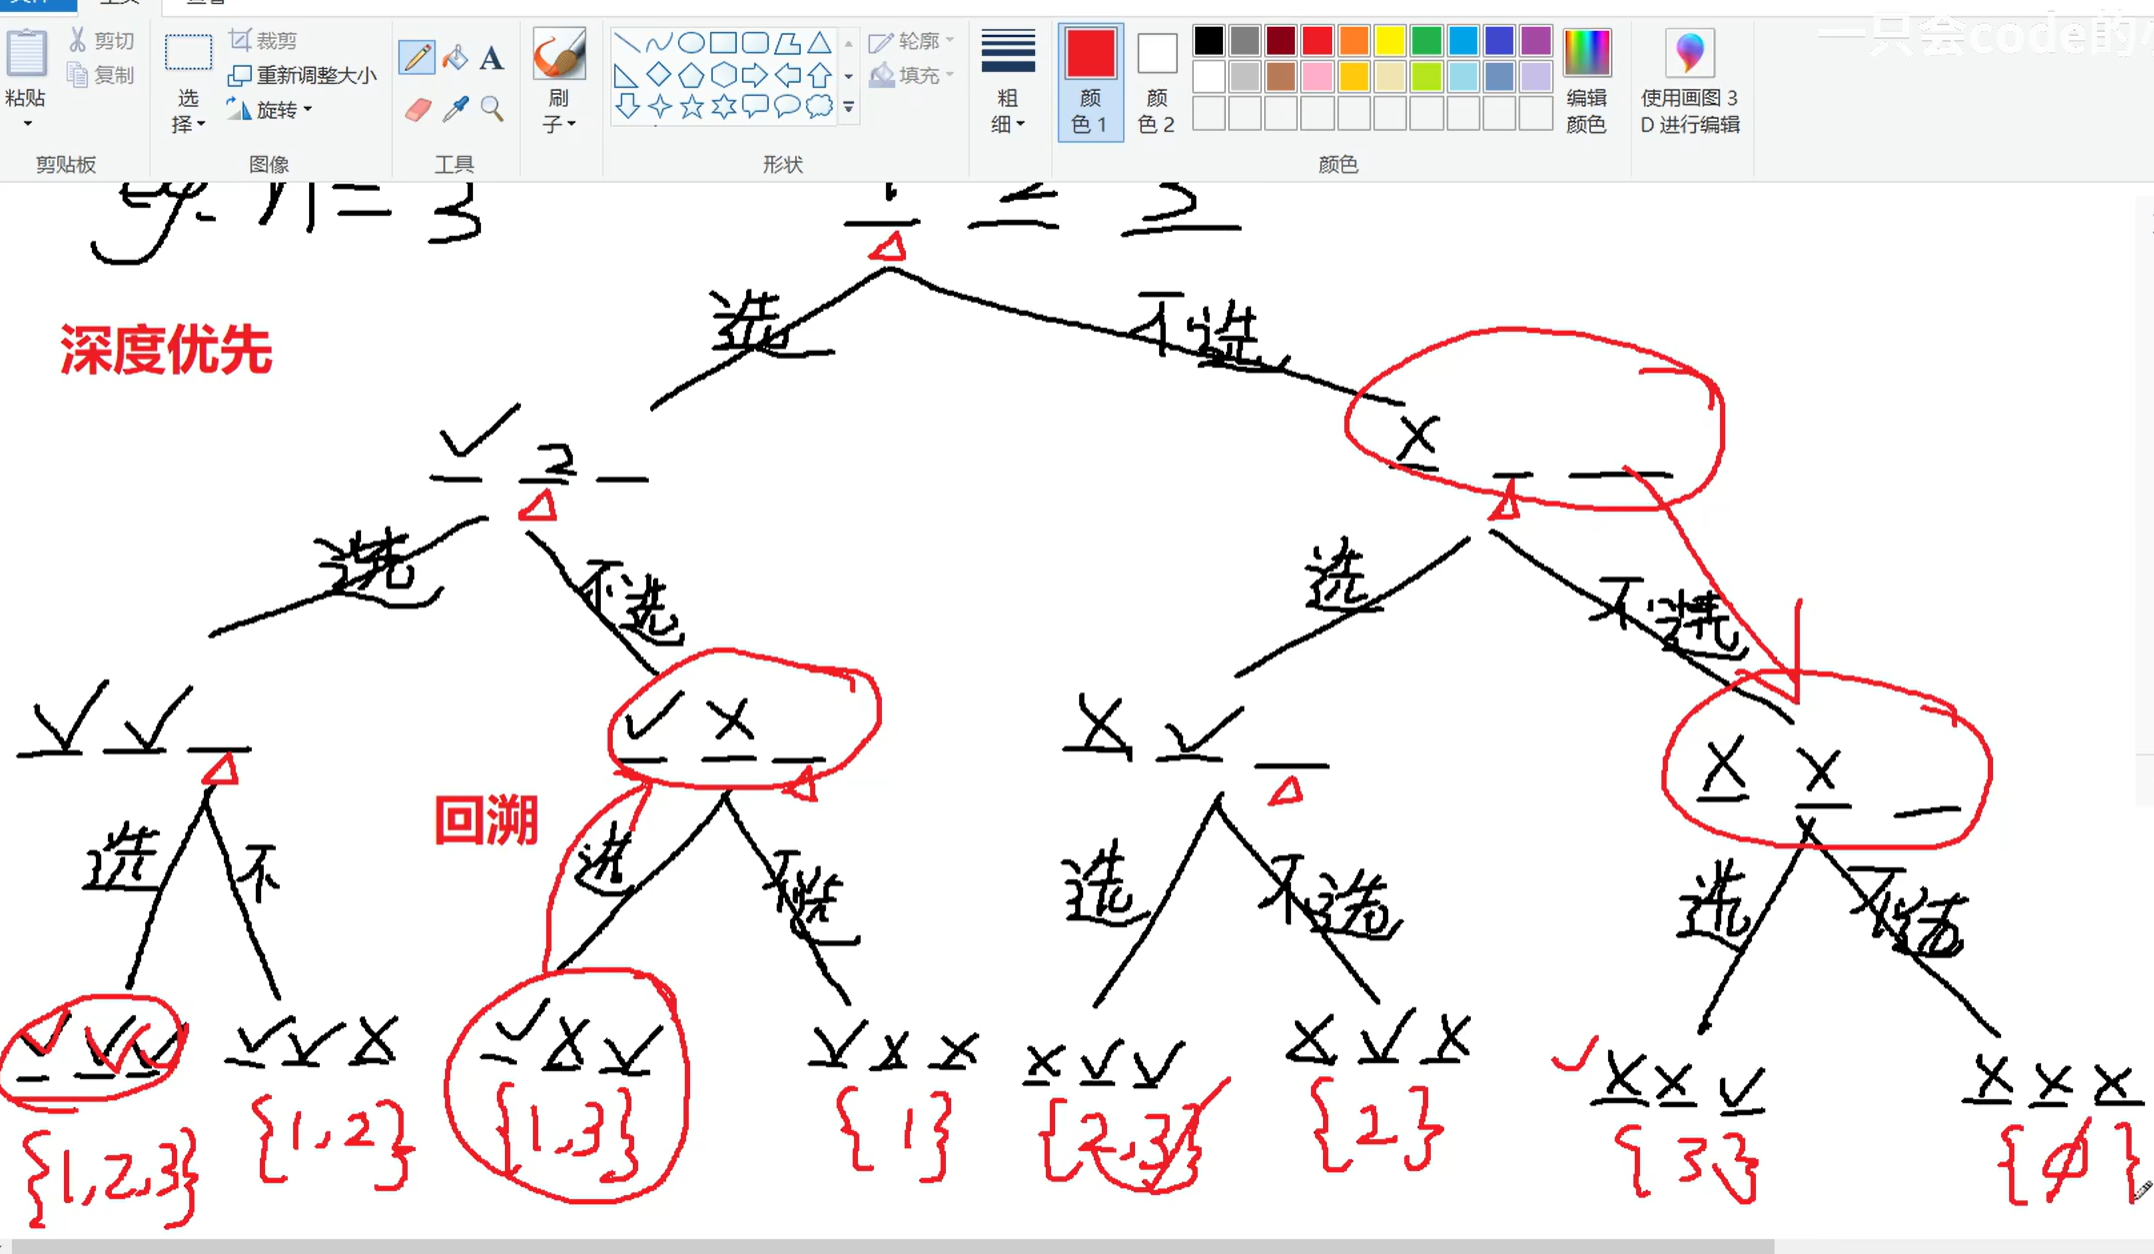 一只会code的
剪切
复制
粘贴
剪贴板
裁剪
重新调整大小
旋转
选
择
图像
A
工具
刷
子
形状
轮廓
填充
粗
细
颜
色 1
颜
色 2
颜色
编辑
颜色
使用画图 3
D 进行编辑
eg. n = 3
1 2 3
深度优先
选 不选
✓ 2
X
选 不选 选 不选
✓ ✓
✓ X
X ✓
X X
回溯
选 不 选 不选 选 不选 选 不选
✓ ✓ ✓
✓ ✓ X
✓ X ✓
✓ X X
X ✓ ✓
X ✓ X
✓ X X ✓
X X X
{1,2,3}
{1,2}
{1,3}
{1}
{2,3}
{2}
{3}
{∅}